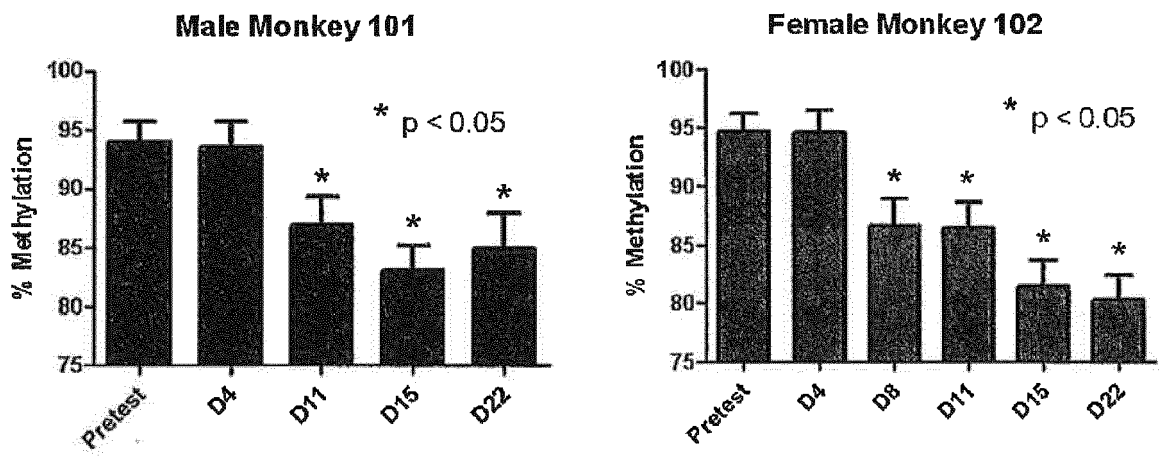 Male Monkey 101
% Methylation
100
95
90
85
80
75
* p < 0.05
*
*
*
Pretest
D4
D11
D15
D22
Female Monkey 102
% Methylation
100
95
90
85
80
75
* p < 0.05
*
*
*
*
Pretest
D4
D8
D11
D15
D22